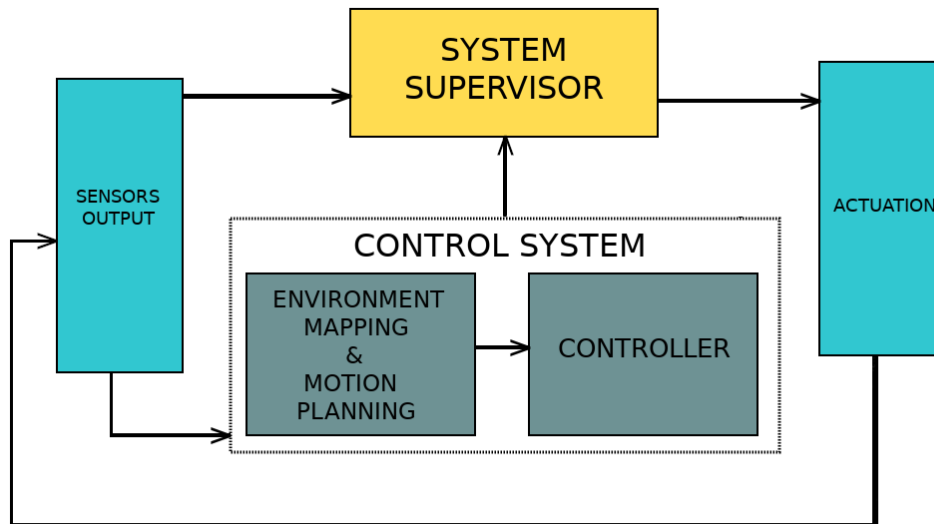 SYSTEM
SUPERVISOR
SENSORS
OUTPUT
ACTUATION
CONTROL SYSTEM
ENVIRONMENT
MAPPING
&
MOTION
PLANNING
CONTROLLER